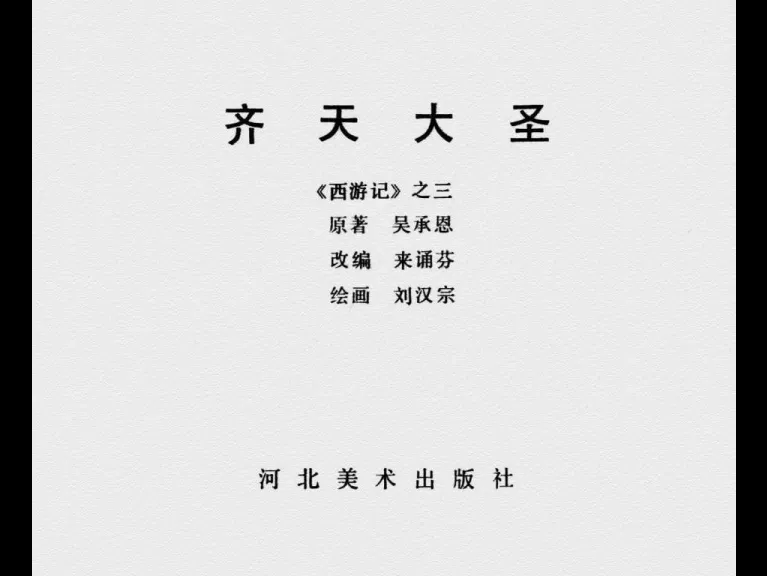 齐天大圣
《西游记》之三
原著 吴承恩
改编 来诵芬
绘画 刘汉宗
河北美术出版社